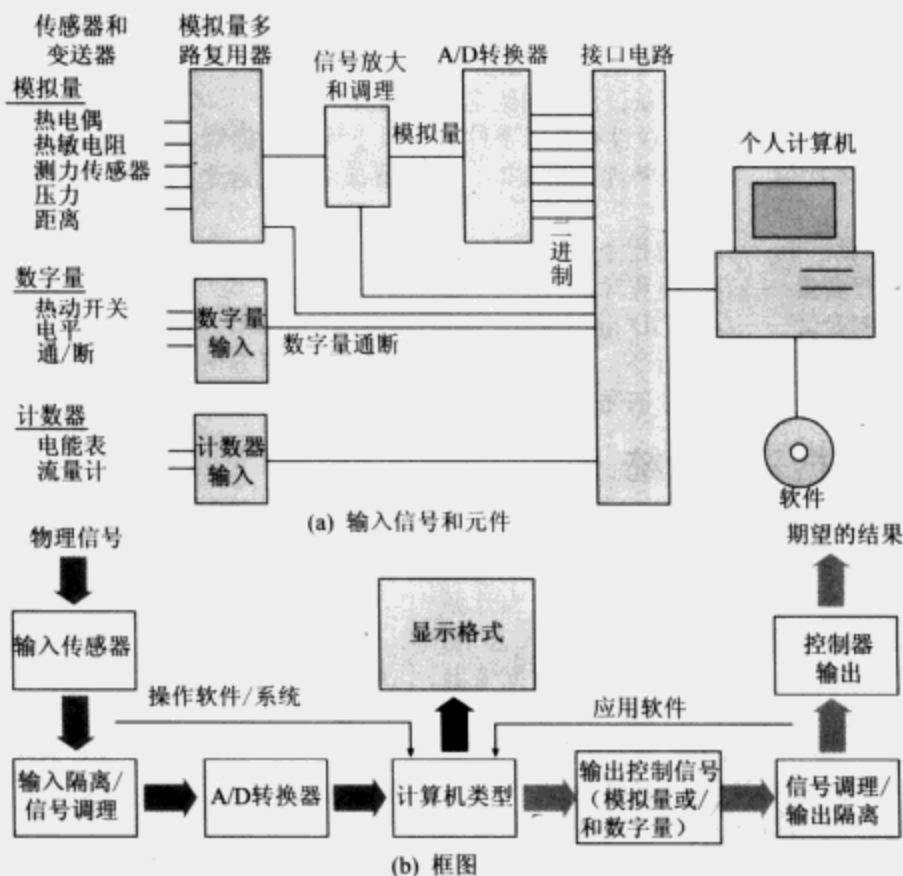 传感器和
变送器
模拟量多
路复用器
信号放大
和调理
A/D转换器
接口电路
模拟量
热电偶
热敏电阻
测力传感器
压力
距离
模拟量
二进制
个人计算机
数字量
热动开关
电平
通/断
数字量
输入
数字量通断
计数器
电能表
流量计
计数器
输入
软件
(a) 输入信号和元件
物理信号
期望的结果
输入传感器
显示格式
控制器
输出
操作软件/系统
应用软件
输入隔离/
信号调理
A/D转换器
计算机类型
输出控制信号
（模拟量或/
和数字量）
信号调理/
输出隔离
(b) 框图